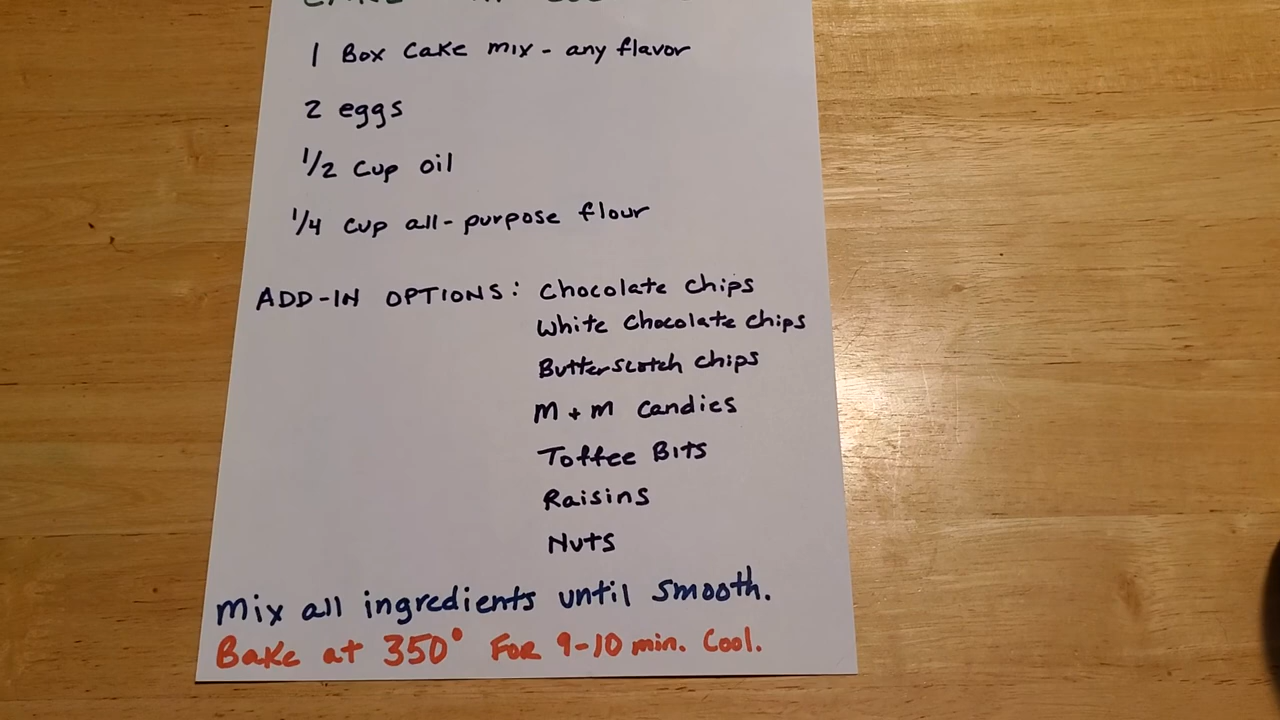 1 Box Cake mix - any flavor
2 eggs
1/2 cup oil
1/4 cup all-purpose flour
ADD-IN OPTIONS: Chocolate chips
White Chocolate chips
Butterscotch chips
M + M Candies
Toffee Bits
Raisins
Nuts
Mix all ingredients until smooth.
Bake at 350° For 9-10 min. Cool.